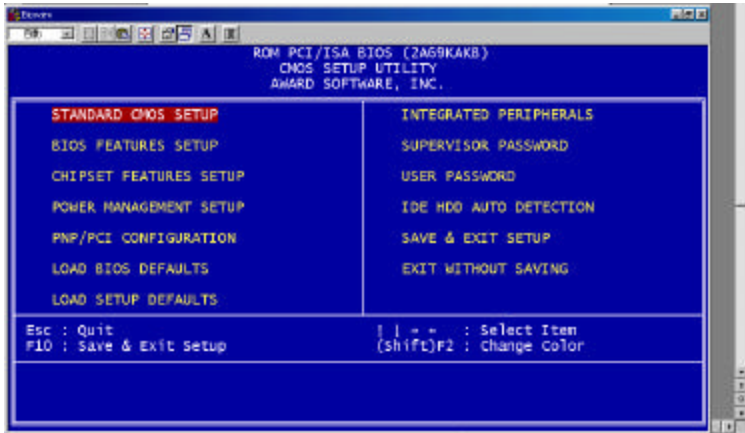 ROM PCI/ISA BIOS (2A69KAKB)
CMOS SETUP UTILITY
AWARD SOFTWARE, INC.
STANDARD CMOS SETUP
BIOS FEATURES SETUP
CHIPSET FEATURES SETUP
POWER MANAGEMENT SETUP
PNP/PCI CONFIGURATION
LOAD BIOS DEFAULTS
LOAD SETUP DEFAULTS
INTEGRATED PERIPHERALS
SUPERVISOR PASSWORD
USER PASSWORD
IDE HDD AUTO DETECTION
SAVE & EXIT SETUP
EXIT WITHOUT SAVING
Esc : Quit
F10 : Save & Exit Setup
: Select Item
(Shift)F2 : Change Color